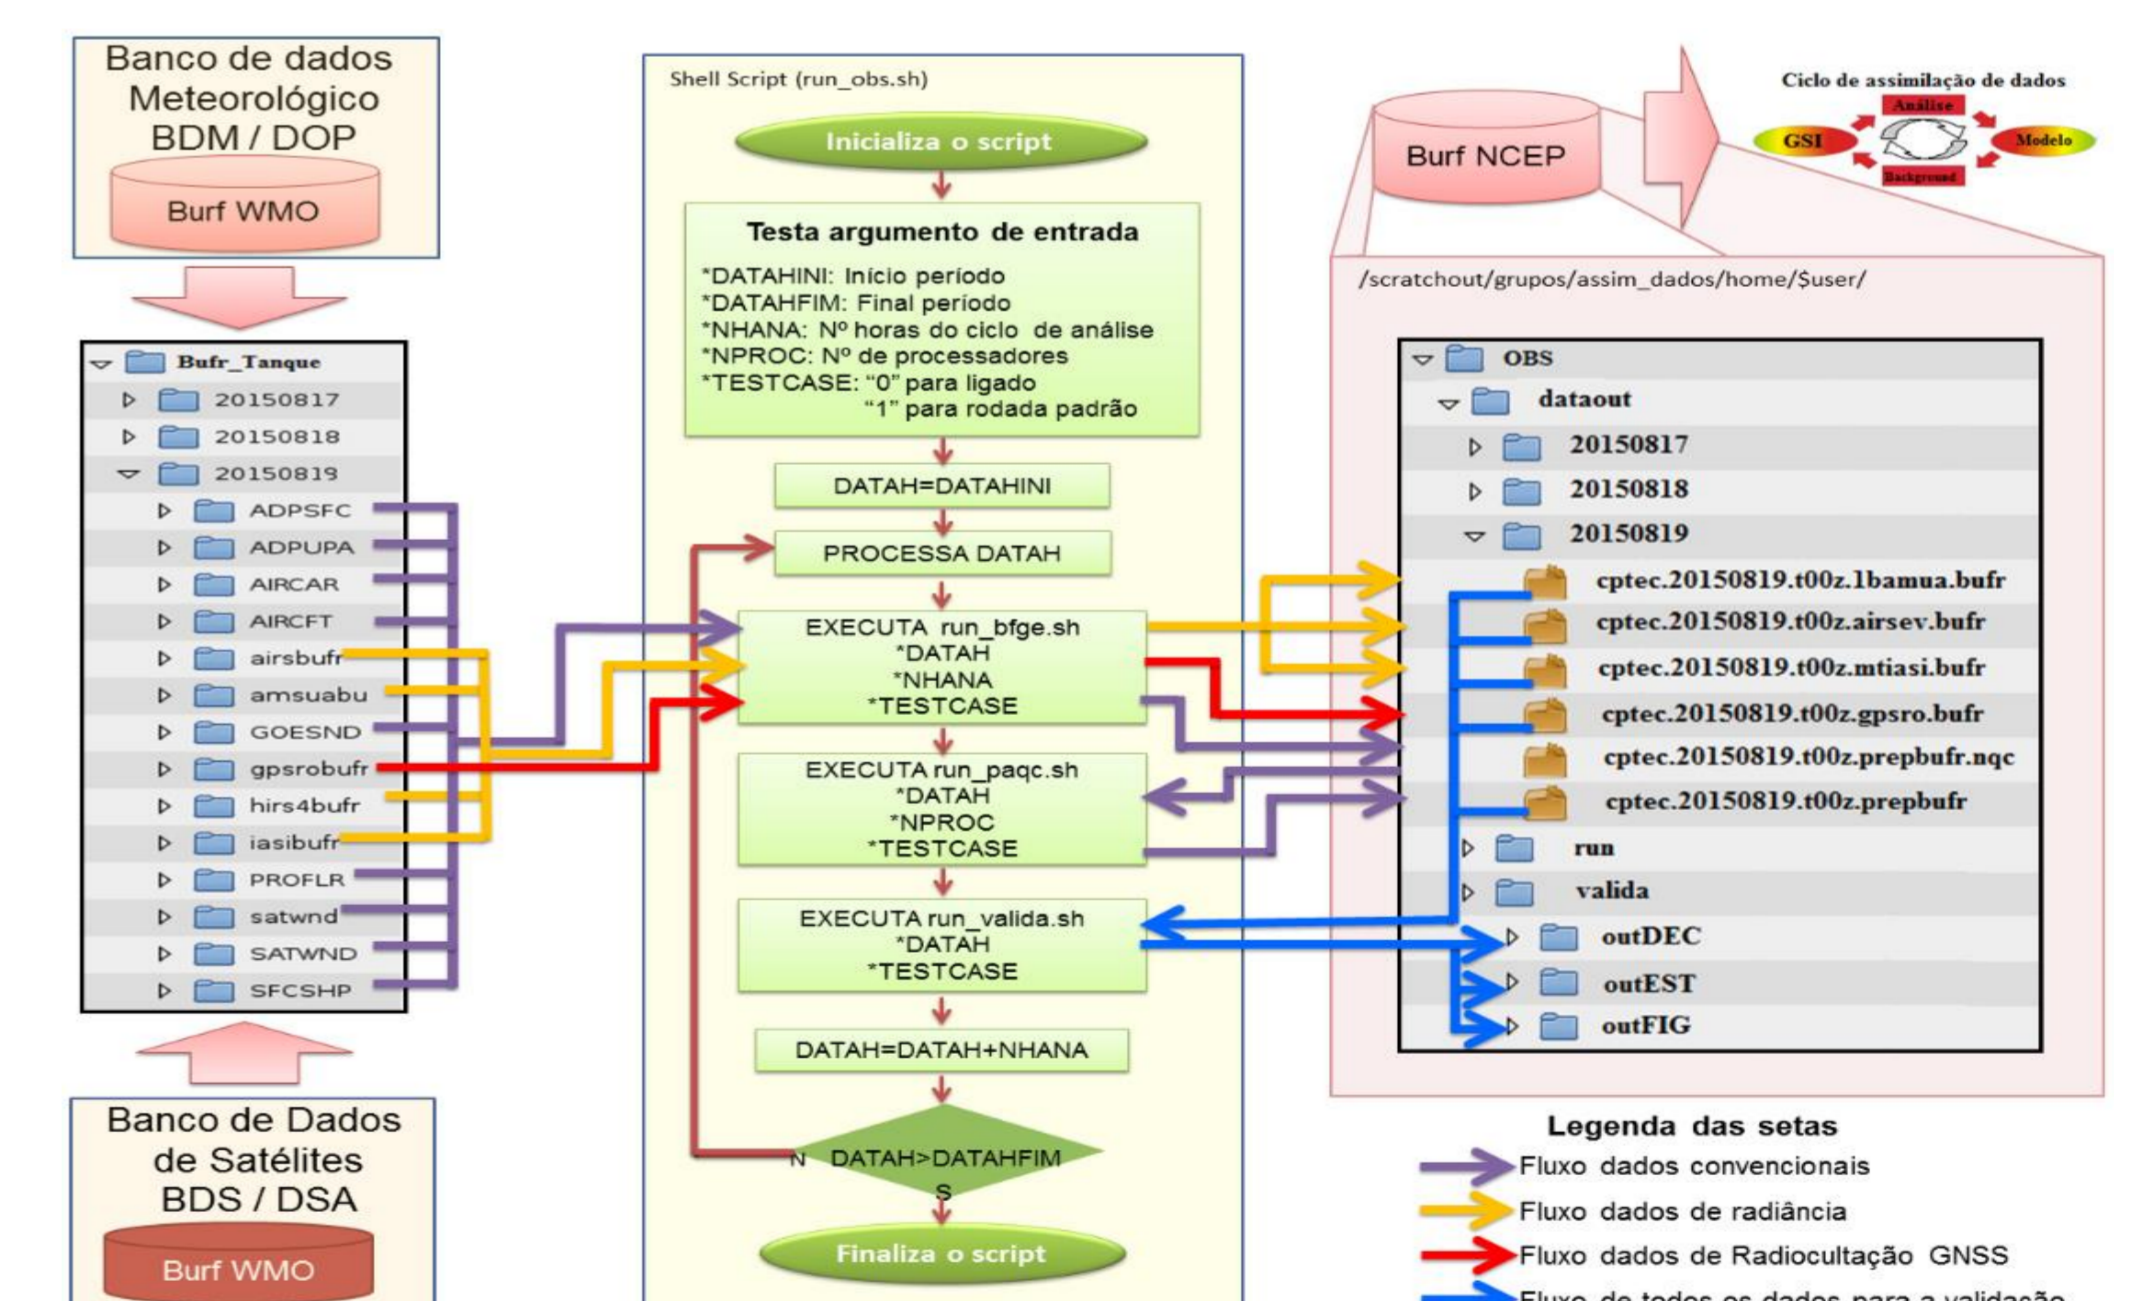 Banco de dados
Meteorológico
BDM / DOP
Burf WMO
Bufr_Tanque
20150817
20150818
20150819
ADPSFC
ADPUPA
AIRCAR
AIRCFT
airsbufr
amsuabu
GOESND
gpsrobufr
hirs4bufr
iasibufr
PROFLR
satwnd
SATWND
SFCSHP
Banco de Dados
de Satélites
BDS / DSA
Burf WMO
Shell Script (run_obs.sh)
Inicializa o script
Testa argumento de entrada
*DATAHINI: Início período
*DATAHFIM: Final período
*NHANA: Nº horas do ciclo de análise
*NPROC: Nº de processadores
*TESTCASE: “0” para ligado
“1” para rodada padrão
DATAH=DATAHINI
PROCESSA DATAH
EXECUTA run_bfge.sh
*DATAH
*NHANA
*TESTCASE
EXECUTA run_paqc.sh
*DATAH
*NPROC
*TESTCASE
EXECUTA run_valida.sh
*DATAH
*TESTCASE
DATAH=DATAH+NHANA
N DATAH>DATAHFIM
S
Finaliza o script
Burf NCEP
Ciclo de assimilação de dados
Análise
GSI
Modelo
Background
/scratchout/grupos/assim_dados/home/$user/
OBS
dataout
20150817
20150818
20150819
cptec.20150819.t00z.1bamua.bufr
cptec.20150819.t00z.airsev.bufr
cptec.20150819.t00z.mtiasi.bufr
cptec.20150819.t00z.gpsro.bufr
cptec.20150819.t00z.prepbufr.nqc
cptec.20150819.t00z.prepbufr
run
valida
outDEC
outEST
outFIG
Legenda das setas
Fluxo dados convencionais
Fluxo dados de radiância
Fluxo dados de Radiocultação GNSS
Fluxo de todos os dados para a validação